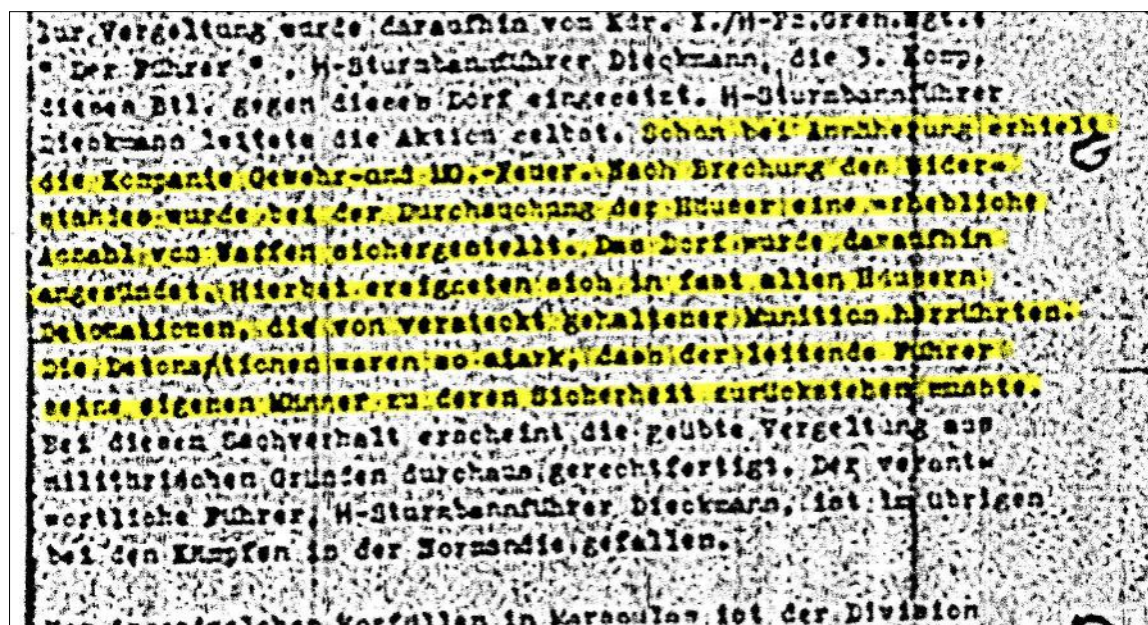 Zur Vergeltung wurde daraufhin von Kdr. I./H-Pz.Gren.Rgt.4
" Der Führer ", H-Sturmbannführer Dieckmann, die 3. Komp.
dieses Btl. gegen dieses Dorf eingesetzt. H-Sturmbannführer
Dieckmann leitete die Aktion selbst. Schon bei Annäherung erhielt
die Kompanie Gewehr-und MG.-Feuer. Nach Brechung des Wider-
standes wurde bei der Durchsuchung der Häuser eine erhebliche
Anzahl von Waffen sichergestellt. Das Dorf wurde daraufhin
angezündet. Hierbei ereigneten sich in fast allen Häusern
Detonationen, die von versteckt gehaltener Munition herrührten.
Die Detonationen waren so stark, dass der leitende Führer
seine eigenen Männer zu deren Sicherheit zurückziehen mußte.
Bei diesem Sachverhalt erscheint die geübte Vergeltung aus
militärischen Gründen durchaus gerechtfertigt. Der verant-
wortliche Führer, H-Sturmbannführer Dieckmann, ist im übrigen
bei den Kämpfen in der Normandie gefallen.
Vorfällen in ist der Division